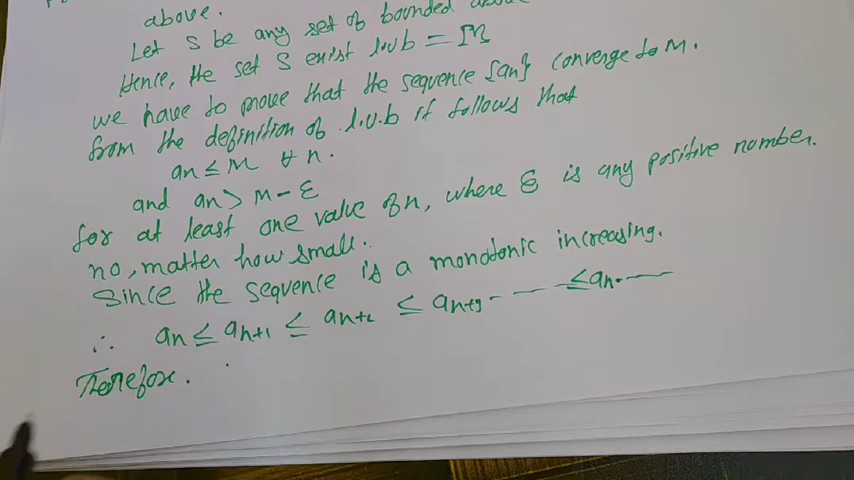 above.
Let S be any set of bounded above
Hence, the set S exist l.u.b = M
we have to prove that the sequence {an} converge to M.
from the definition of l.u.b it follows that
an ≤ M ∀ n.
and an > M - ε
for at least one value of n, where ε is any positive number.
no, matter how small.
Since the sequence is a monotonic increasing.
∴ an ≤ an+1 ≤ an+2 ≤ an+3 - - - - ≤ an. —
Therefore.